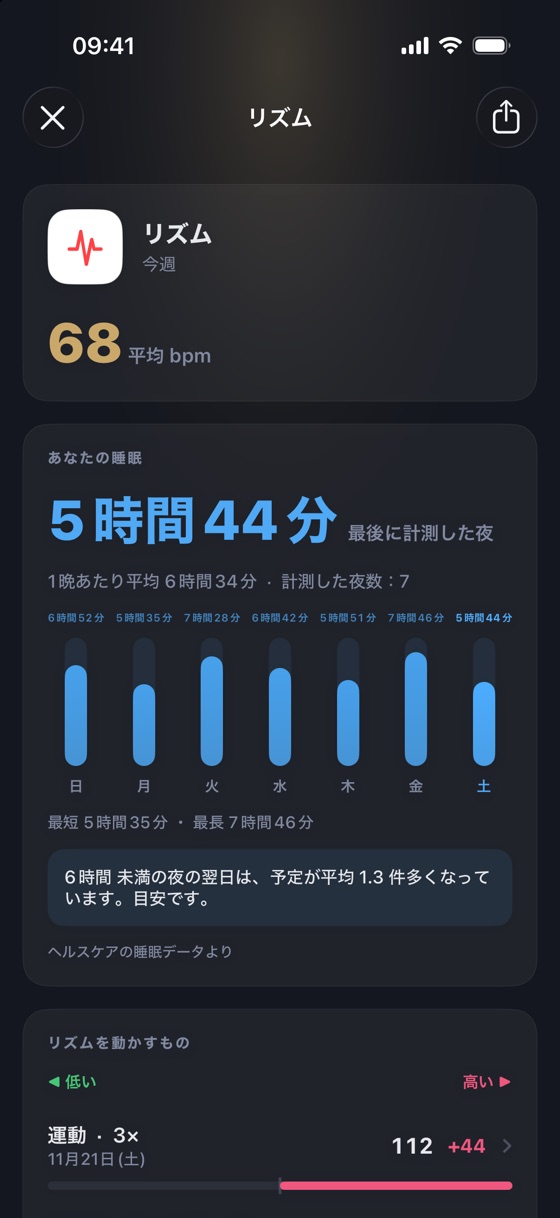 09:41
リズム
リズム
今週
68 平均 bpm
あなたの睡眠
5時間44分 最後に計測した夜
1晩あたり平均 6時間34分 · 計測した夜数：7
6時間52分 5時間35分 7時間28分 6時間42分 5時間51分 7時間46分 5時間44分
日 月 火 水 木 金 土
最短 5時間35分 · 最長 7時間46分
6時間 未満の夜の翌日は、予定が平均 1.3 件多くなって
います。目安です。
ヘルスケアの睡眠データより
リズムを動かすもの
◀ 低い 高い ▶
運動 · 3× 112 +44
11月21日(土)